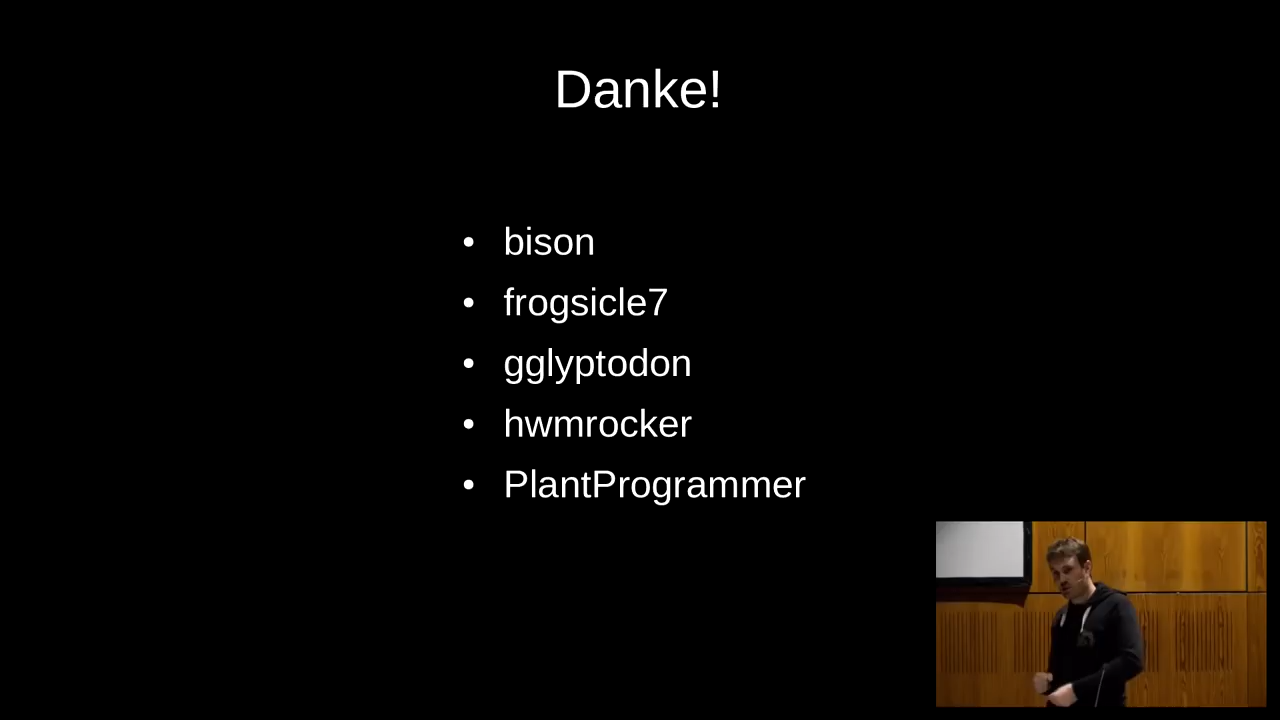 Danke!
• bison
• frogsicle7
• gglyptodon
• hwmrocker
• PlantProgrammer